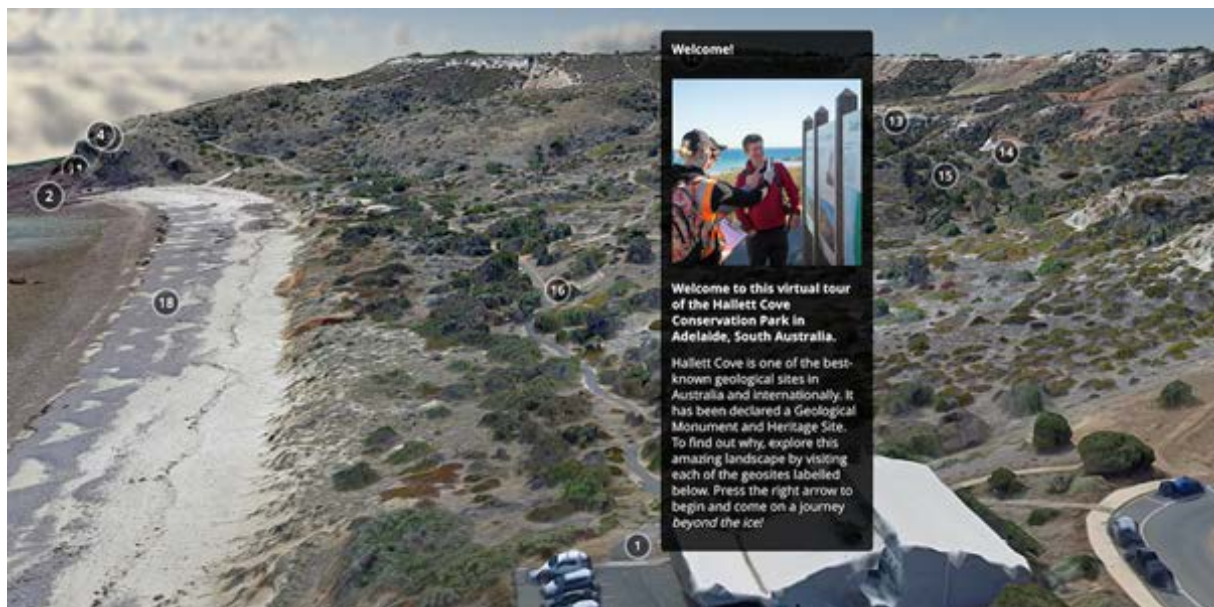 Welcome!
Welcome to this virtual tour
of the Hallett Cove
Conservation Park in
Adelaide, South Australia.
Hallett Cove is one of the best-
known geological sites in
Australia and internationally. It
has been declared a Geological
Monument and Heritage Site.
To find out why, explore this
amazing landscape by visiting
each of the geosites labelled
below. Press the right arrow to
begin and come on a journey
beyond the ice!
4
13
14
11
15
2
16
18
1